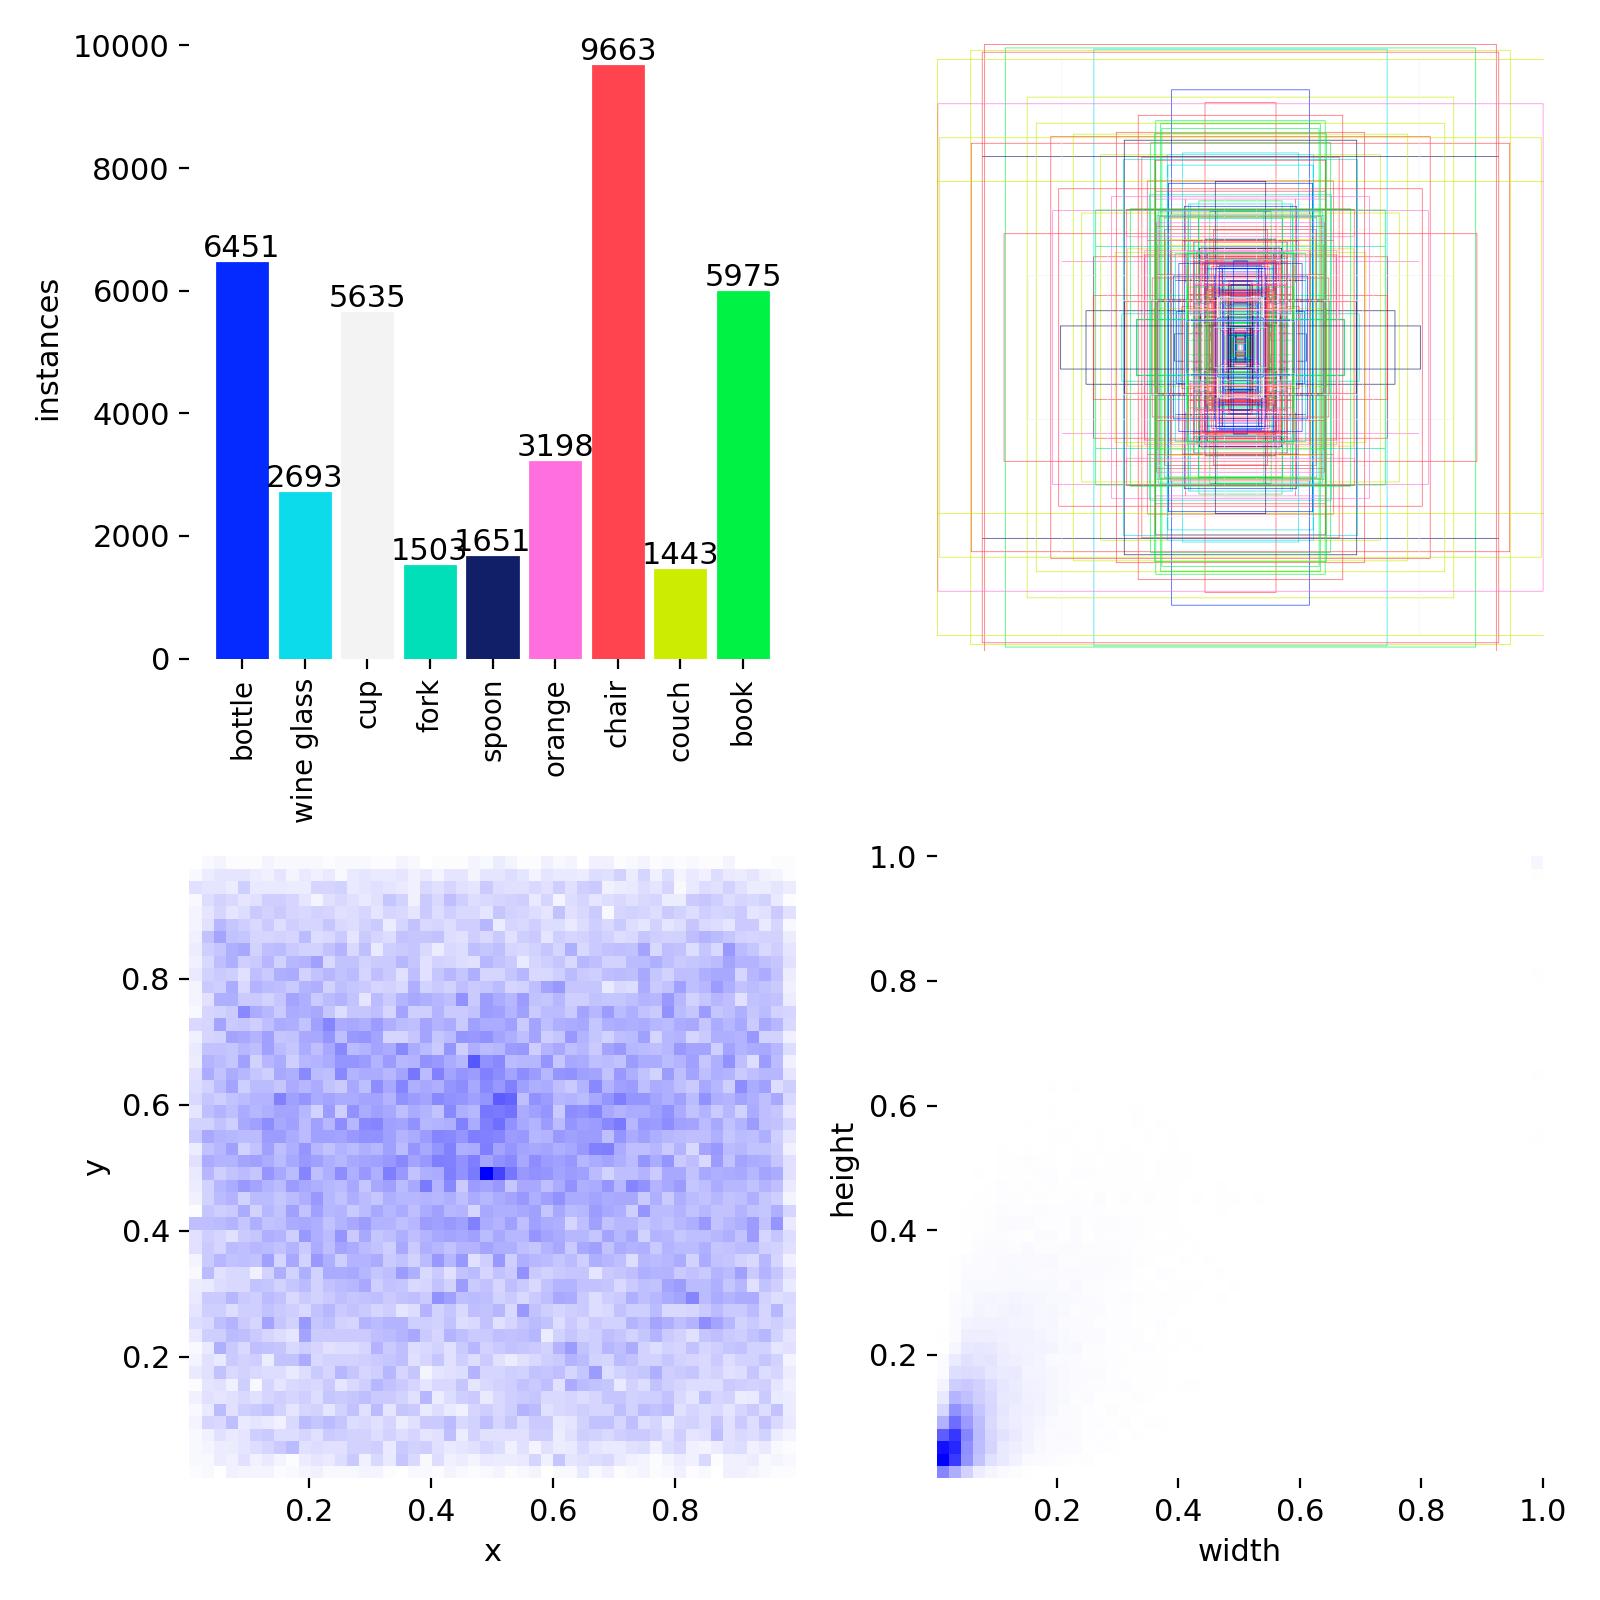 10000
8000
6000
4000
2000
0
instances
6451
2693
5635
1503
1651
3198
9663
1443
5975
bottle
wine glass
cup
fork
spoon
orange
chair
couch
book
0.8
0.6
0.4
0.2
y
0.2 0.4 0.6 0.8
x
1.0
0.8
0.6
0.4
0.2
height
0.2 0.4 0.6 0.8 1.0
width